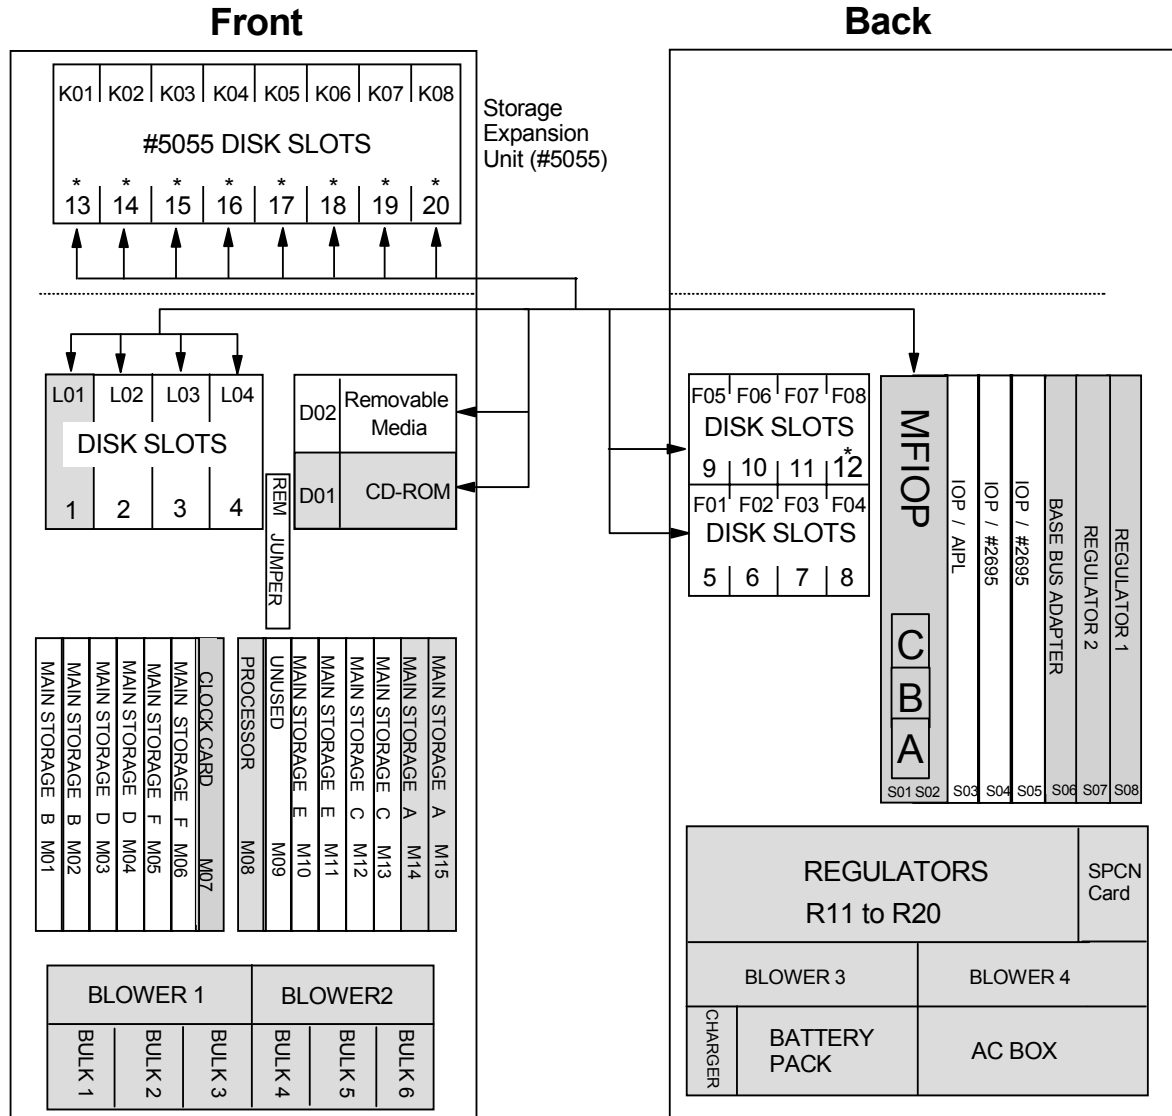 Front
Back
K01 K02 K03 K04 K05 K06 K07 K08
#5055 DISK SLOTS
* * * * * * * *
13 14 15 16 17 18 19 20
Storage
Expansion
Unit (#5055)
L01 L02 L03 L04
DISK SLOTS
1 2 3 4
D02 Removable
Media
D01 CD-ROM
REM JUMPER
F05 F06 F07 F08
DISK SLOTS
*
9 10 11 12
F01 F02 F03 F04
DISK SLOTS
5 6 7 8
MFIOP
C
B
A
S01 S02
IOP / AIPL S03
IOP / #2695 S04
IOP / #2695 S05
BASE BUS ADAPTER S06
REGULATOR 2 S07
REGULATOR 1 S08
MAIN STORAGE B M01
MAIN STORAGE B M02
MAIN STORAGE D M03
MAIN STORAGE D M04
MAIN STORAGE F M05
MAIN STORAGE F M06
CLOCK CARD M07
PROCESSOR M08
UNUSED M09
MAIN STORAGE E M10
MAIN STORAGE E M11
MAIN STORAGE C M12
MAIN STORAGE C M13
MAIN STORAGE A M14
MAIN STORAGE A M15
BLOWER 1 BLOWER2
BULK 1 BULK 2 BULK 3 BULK 4 BULK 5 BULK 6
REGULATORS
R11 to R20
SPCN
Card
BLOWER 3 BLOWER 4
CHARGER
BATTERY
PACK
AC BOX